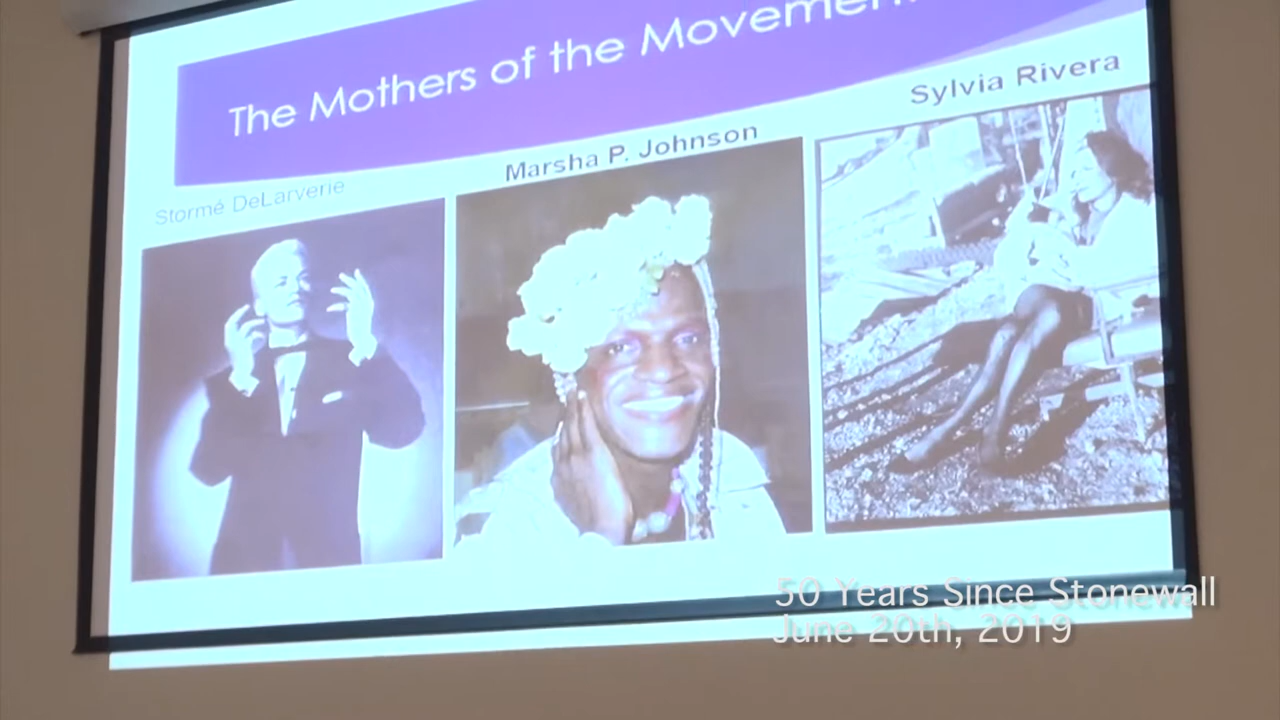 The Mothers of the Movement
Stormé DeLarverie
Marsha P. Johnson
Sylvia Rivera
50 Years Since Stonewall
June 20th, 2019